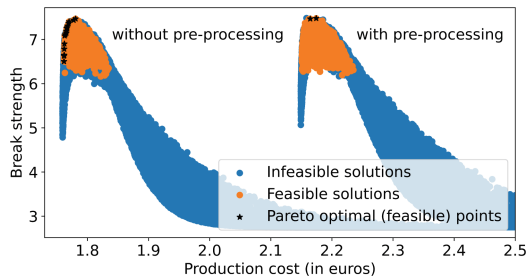 without pre-processing
with pre-processing
7
6
5
4
3
Break strength
Infeasible solutions
Feasible solutions
Pareto optimal (feasible) points
1.8 1.9 2.0 2.1 2.2 2.3 2.4 2.5
Production cost (in euros)